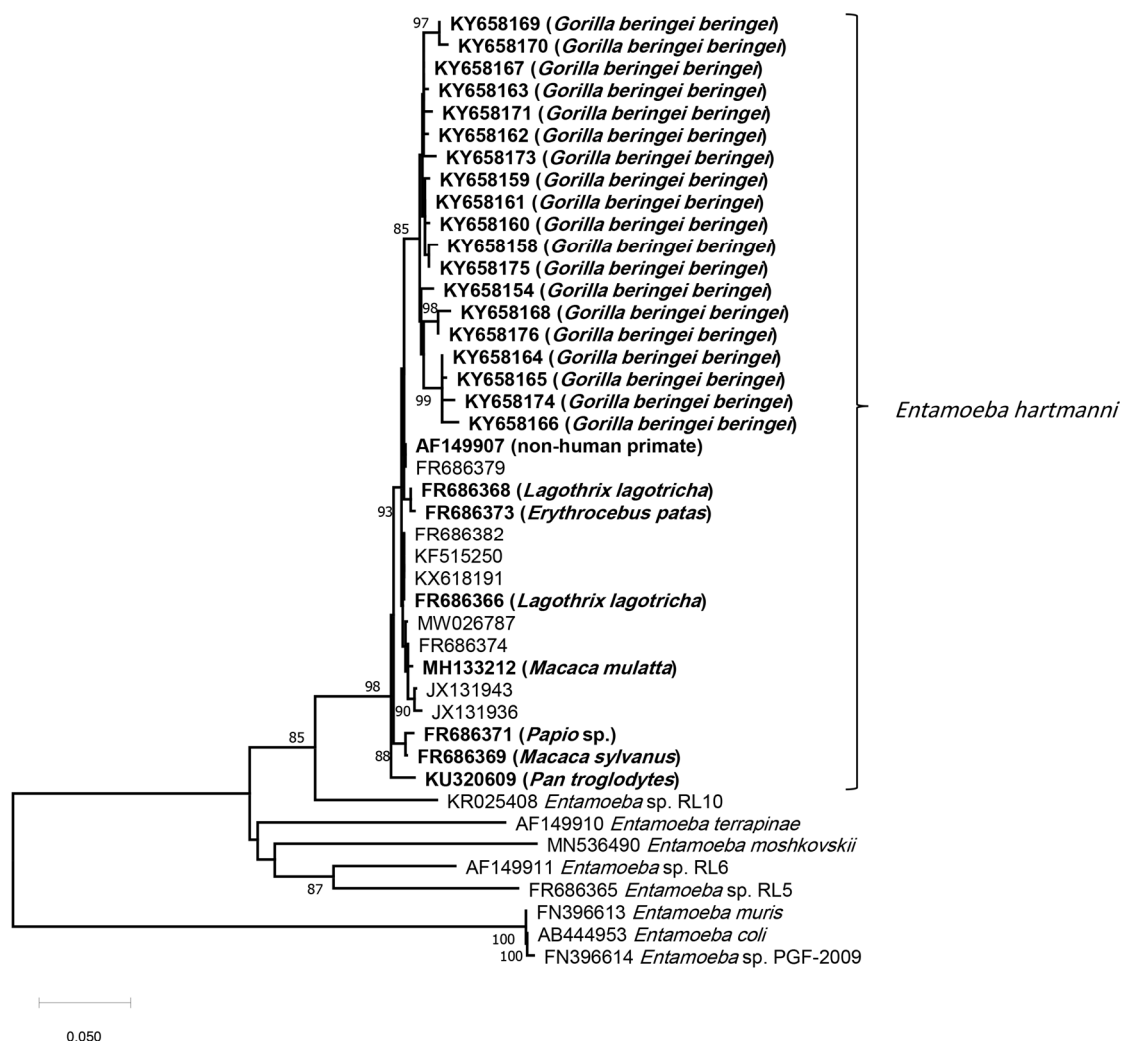 97
KY658169 (Gorilla beringei beringei)
KY658170 (Gorilla beringei beringei)
KY658167 (Gorilla beringei beringei)
KY658163 (Gorilla beringei beringei)
KY658171 (Gorilla beringei beringei)
KY658162 (Gorilla beringei beringei)
KY658173 (Gorilla beringei beringei)
KY658159 (Gorilla beringei beringei)
KY658161 (Gorilla beringei beringei)
KY658160 (Gorilla beringei beringei)
85
KY658158 (Gorilla beringei beringei)
KY658175 (Gorilla beringei beringei)
KY658154 (Gorilla beringei beringei)
98
KY658168 (Gorilla beringei beringei)
KY658176 (Gorilla beringei beringei)
KY658164 (Gorilla beringei beringei)
KY658165 (Gorilla beringei beringei)
99
KY658174 (Gorilla beringei beringei)
Entamoeba hartmanni
KY658166 (Gorilla beringei beringei)
AF149907 (non-human primate)
FR686379
FR686368 (Lagothrix lagotricha)
93
FR686373 (Erythrocebus patas)
FR686382
KF515250
KX618191
FR686366 (Lagothrix lagotricha)
MW026787
FR686374
MH133212 (Macaca mulatta)
98
JX131943
90
JX131936
85
FR686371 (Papio sp.)
88
FR686369 (Macaca sylvanus)
KU320609 (Pan troglodytes)
KR025408 Entamoeba sp. RL10
AF149910 Entamoeba terrapinae
MN536490 Entamoeba moshkovskii
AF149911 Entamoeba sp. RL6
87
FR686365 Entamoeba sp. RL5
FN396613 Entamoeba muris
100
AB444953 Entamoeba coli
100
FN396614 Entamoeba sp. PGF-2009
0.050